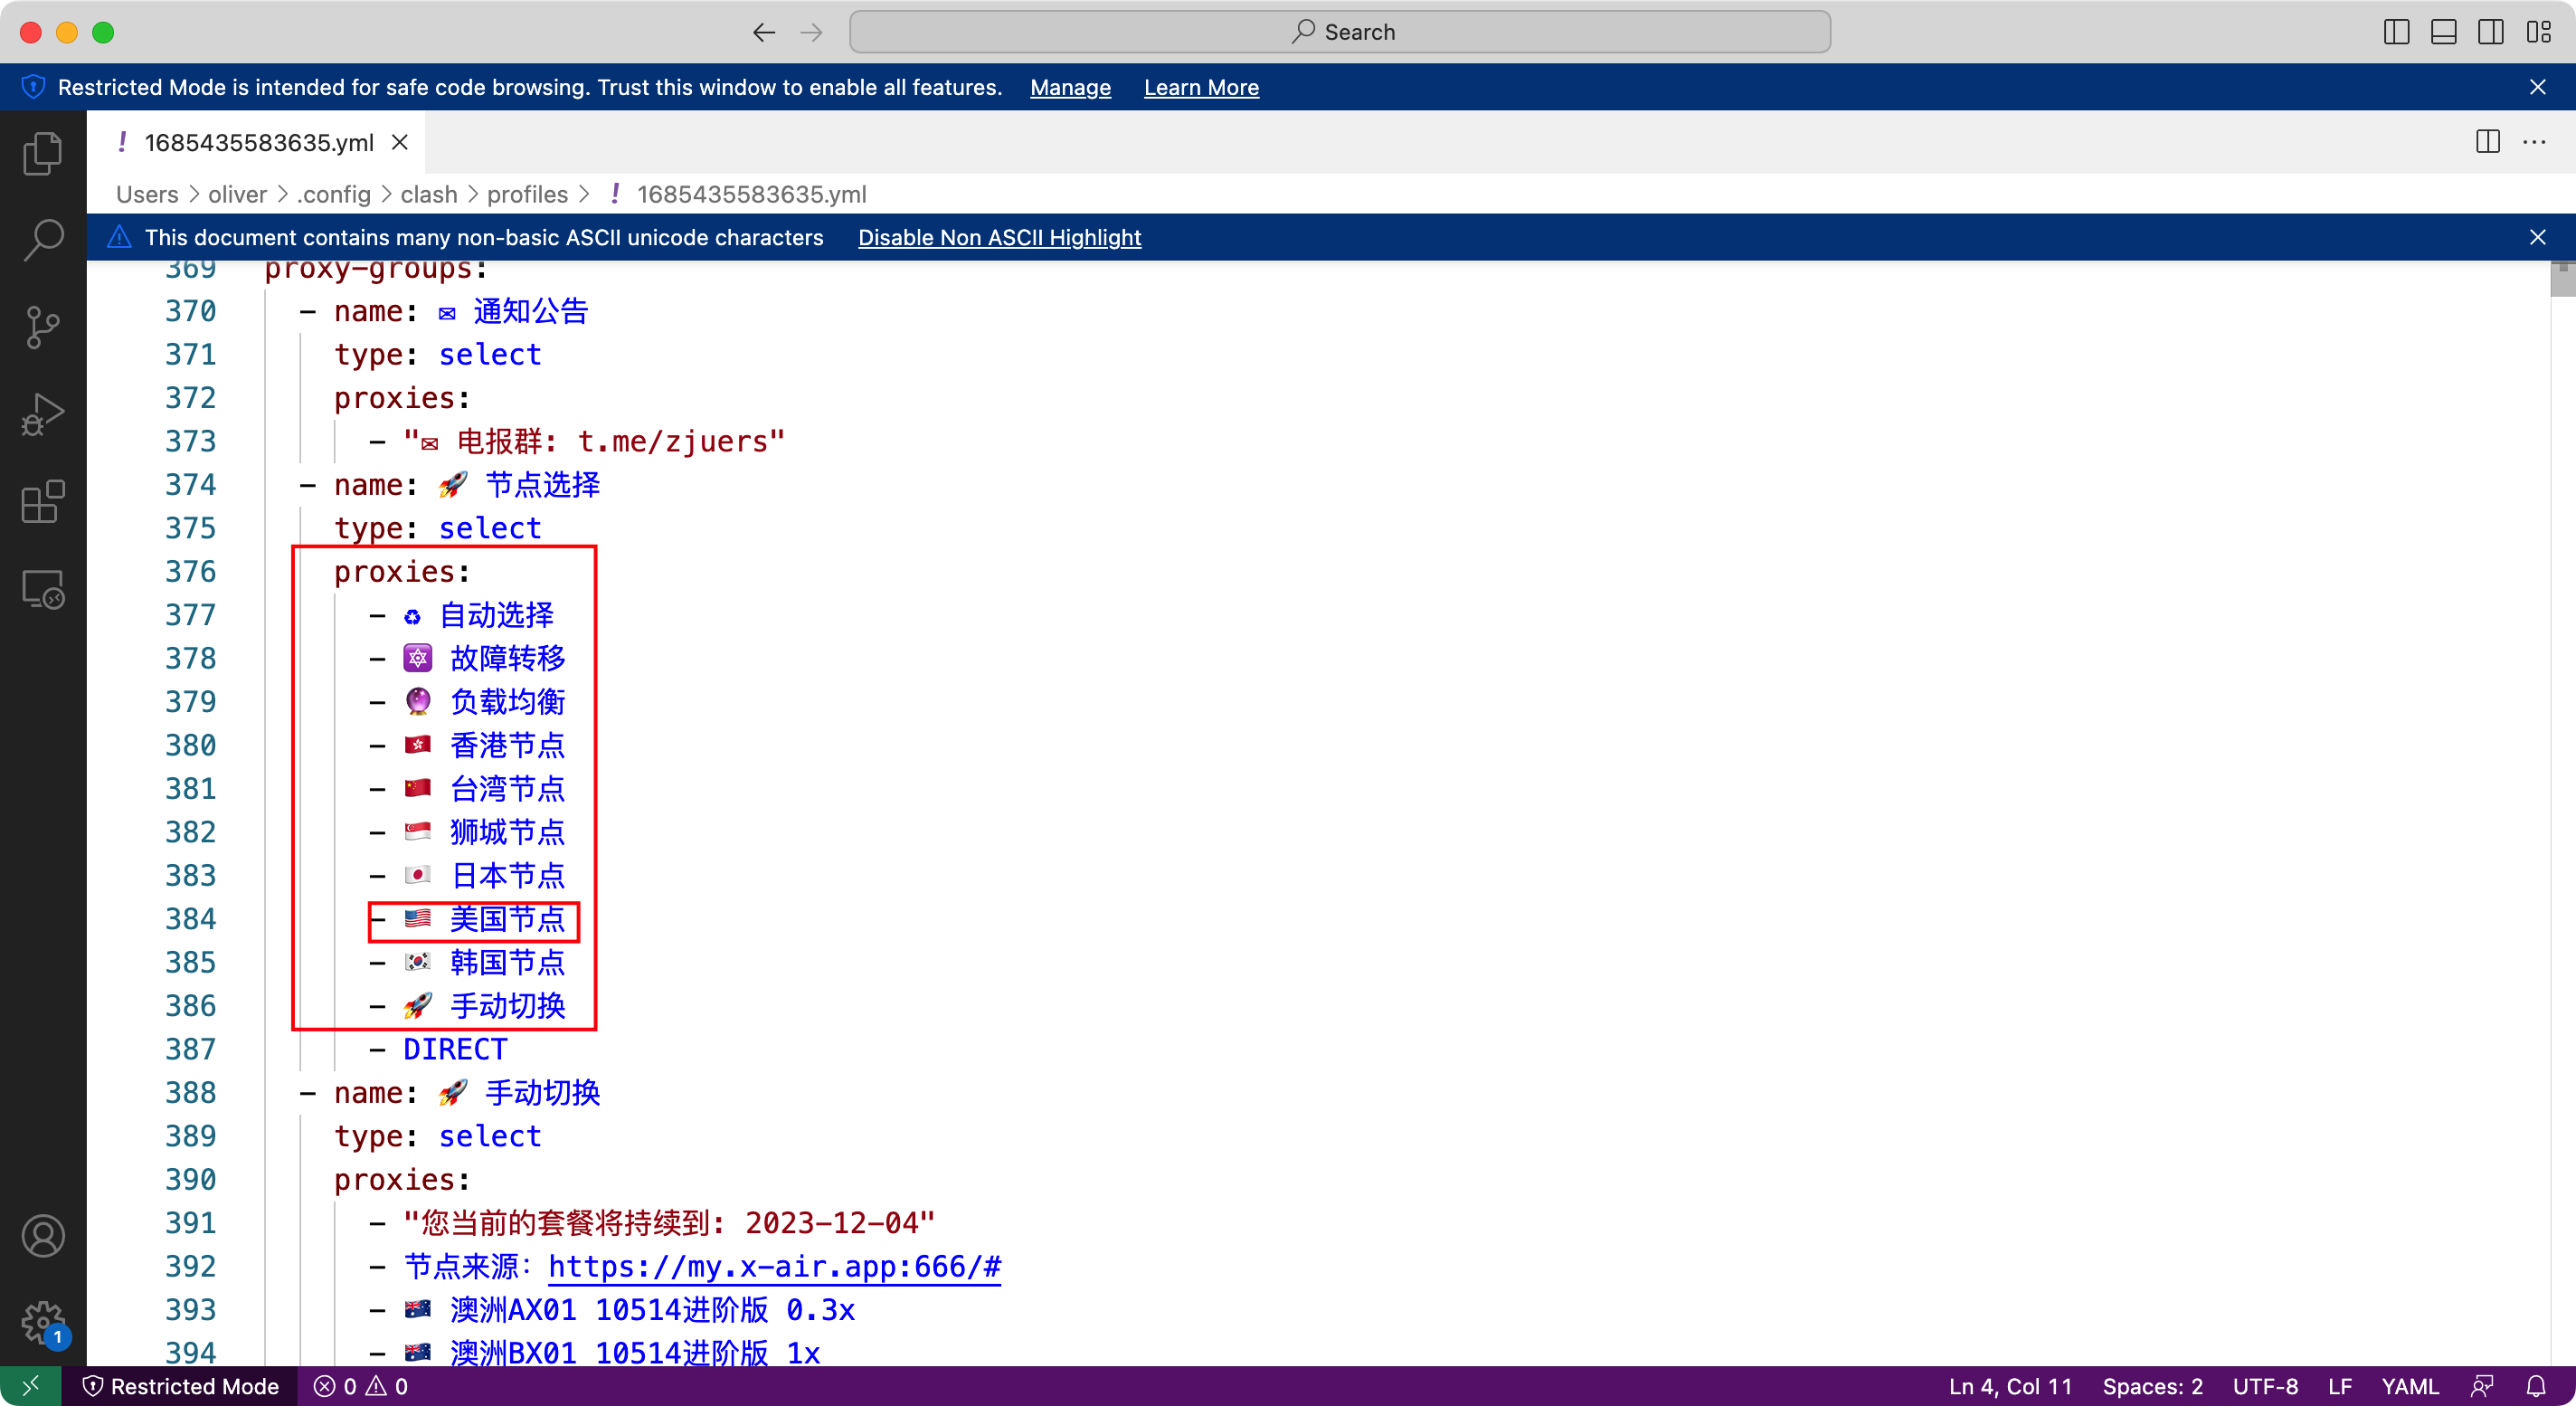 Search
Restricted Mode is intended for safe code browsing. Trust this window to enable all features. Manage Learn More
! 1685435583635.yml
Users > oliver > .config > clash > profiles > ! 1685435583635.yml
This document contains many non-basic ASCII unicode characters Disable Non ASCII Highlight
369 proxy-groups:
370 - name: ✉ 通知公告
371 type: select
372 proxies:
373 - "✉ 电报群: t.me/zjuers"
374 - name: 🚀 节点选择
375 type: select
376 proxies:
377 - ♻ 自动选择
378 - 🔯 故障转移
379 - 🔮 负载均衡
380 - 🇭🇰 香港节点
381 - 🇨🇳 台湾节点
382 - 🇸🇬 狮城节点
383 - 🇯🇵 日本节点
384 - 🇺🇸 美国节点
385 - 🇰🇷 韩国节点
386 - 🚀 手动切换
387 - DIRECT
388 - name: 🚀 手动切换
389 type: select
390 proxies:
391 - "您当前的套餐将持续到: 2023-12-04"
392 - 节点来源：https://my.x-air.app:666/#
393 - 🇦🇺 澳洲AX01 10514进阶版 0.3x
394 - 🇦🇺 澳洲BX01 10514进阶版 1x
1
Restricted Mode 0 0 Ln 4, Col 11 Spaces: 2 UTF-8 LF YAML